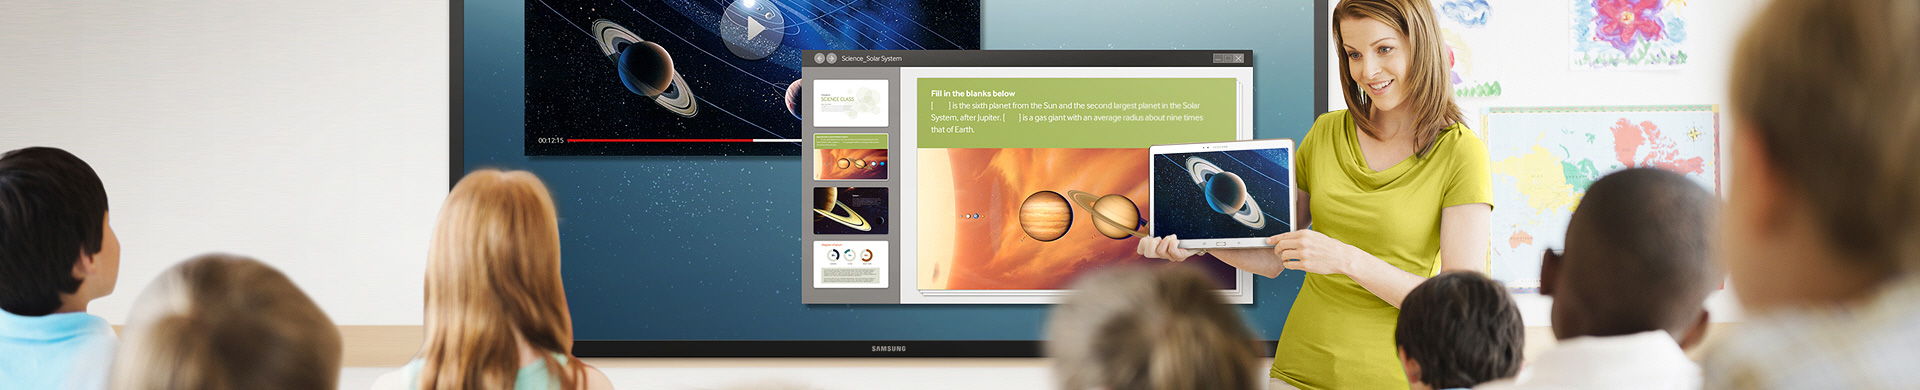 Science_Solar System
SCIENCE CLASS
Fill in the blanks below
[ ] is the sixth planet from the Sun and the second largest planet in the Solar
System, after Jupiter. [ ] is a gas giant with an average radius about nine times
that of Earth.
00:12:15
SAMSUNG